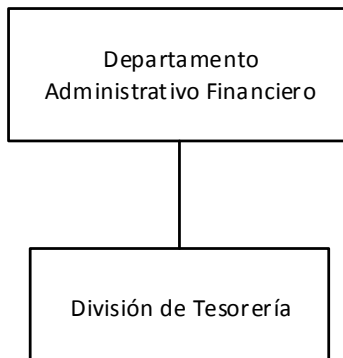 Departamento
Administrativo Financiero
División de Tesorería